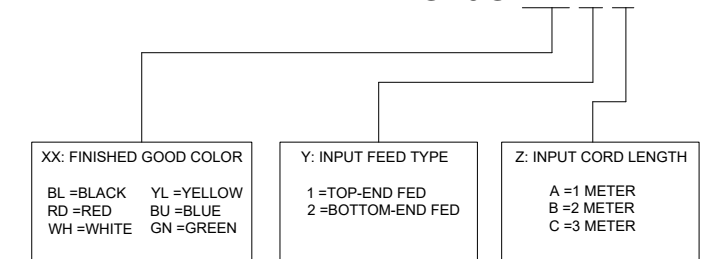 XX: FINISHED GOOD COLOR
BL =BLACK YL =YELLOW
RD =RED BU =BLUE
WH =WHITE GN =GREEN
Y: INPUT FEED TYPE
1 =TOP-END FED
2 =BOTTOM-END FED
Z: INPUT CORD LENGTH
A =1 METER
B =2 METER
C =3 METER